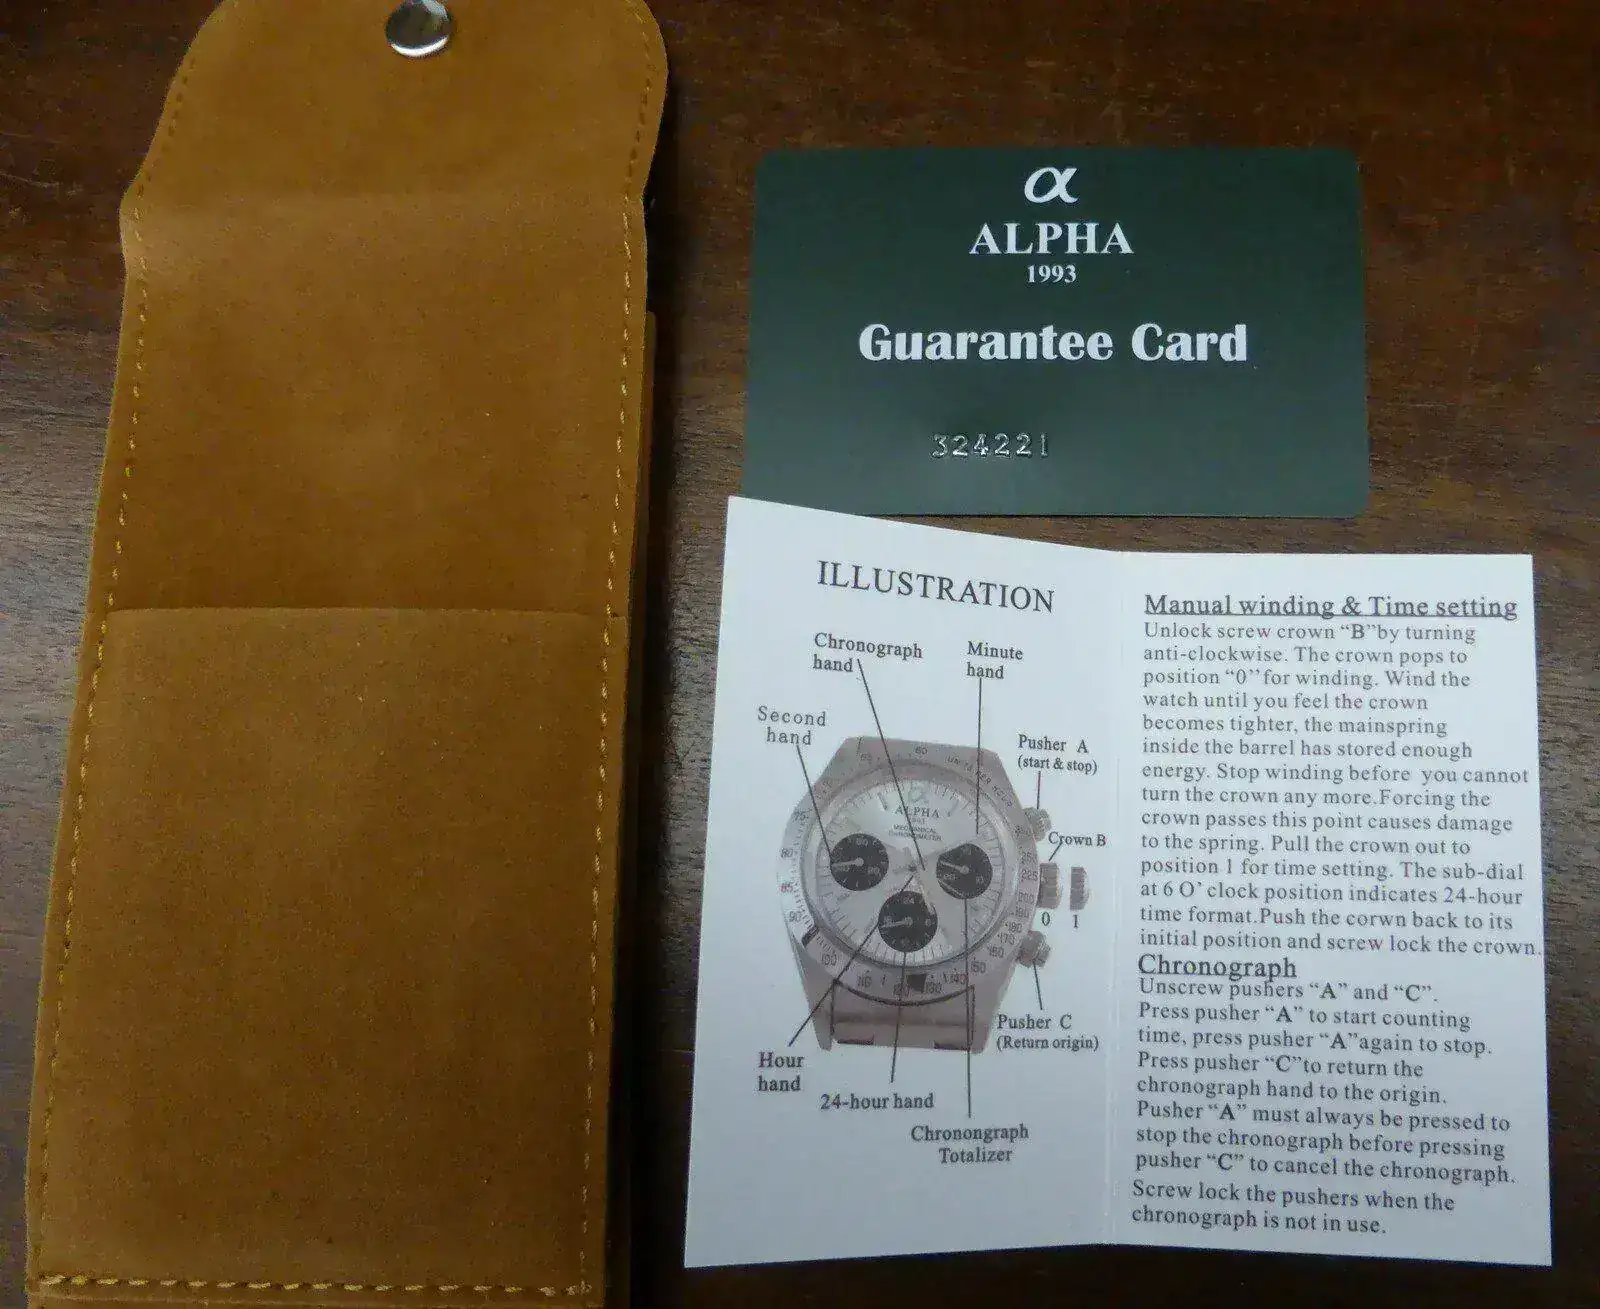 α
ALPHA
1993
Guarantee Card
324221
ILLUSTRATION
Chronograph
hand
Minute
hand
Second
hand
Pusher A
(start & stop)
Crown B
ALPHA
MECHANICAL
CHRONOMETER
UNITS PER HOUR
60
0 1
Pusher C
(Return origin)
Hour
hand
24-hour hand
Chronongraph
Totalizer
Manual winding & Time setting
Unlock screw crown “B”by turning
anti-clockwise. The crown pops to
position “0”for winding. Wind the
watch until you feel the crown
becomes tighter, the mainspring
inside the barrel has stored enough
energy. Stop winding before you cannot
turn the crown any more.Forcing the
crown passes this point causes damage
to the spring. Pull the crown out to
position 1 for time setting. The sub-dial
at 6 O’ clock position indicates 24-hour
time format.Push the corwn back to its
initial position and screw lock the crown.
Chronograph
Unscrew pushers “A” and “C”.
Press pusher “A” to start counting
time, press pusher “A”again to stop.
Press pusher “C”to return the
chronograph hand to the origin.
Pusher “A” must always be pressed to
stop the chronograph before pressing
pusher “C” to cancel the chronograph.
Screw lock the pushers when the
chronograph is not in use.